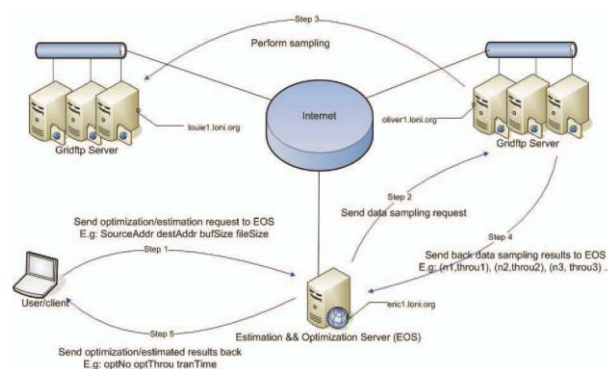 Step 3
Perform sampling
Internet
louie1.loni.org
oliver1.loni.org
Gridftp Server
Gridftp Server
Step 2
Send data sampling request
Send optimization/estimation request to EOS
E.g: SourceAddr destAddr bufSize fileSize
Step 1
Step 4
Send back data sampling results to EOS
E.g: (n1,throu1), (n2,throu2), (n3, throu3) ..
User/client
eric1.loni.org
Estimation && Optimization Server (EOS)
Step 5
Send optimization/estimated results back
E.g: optNo optThrou tranTime